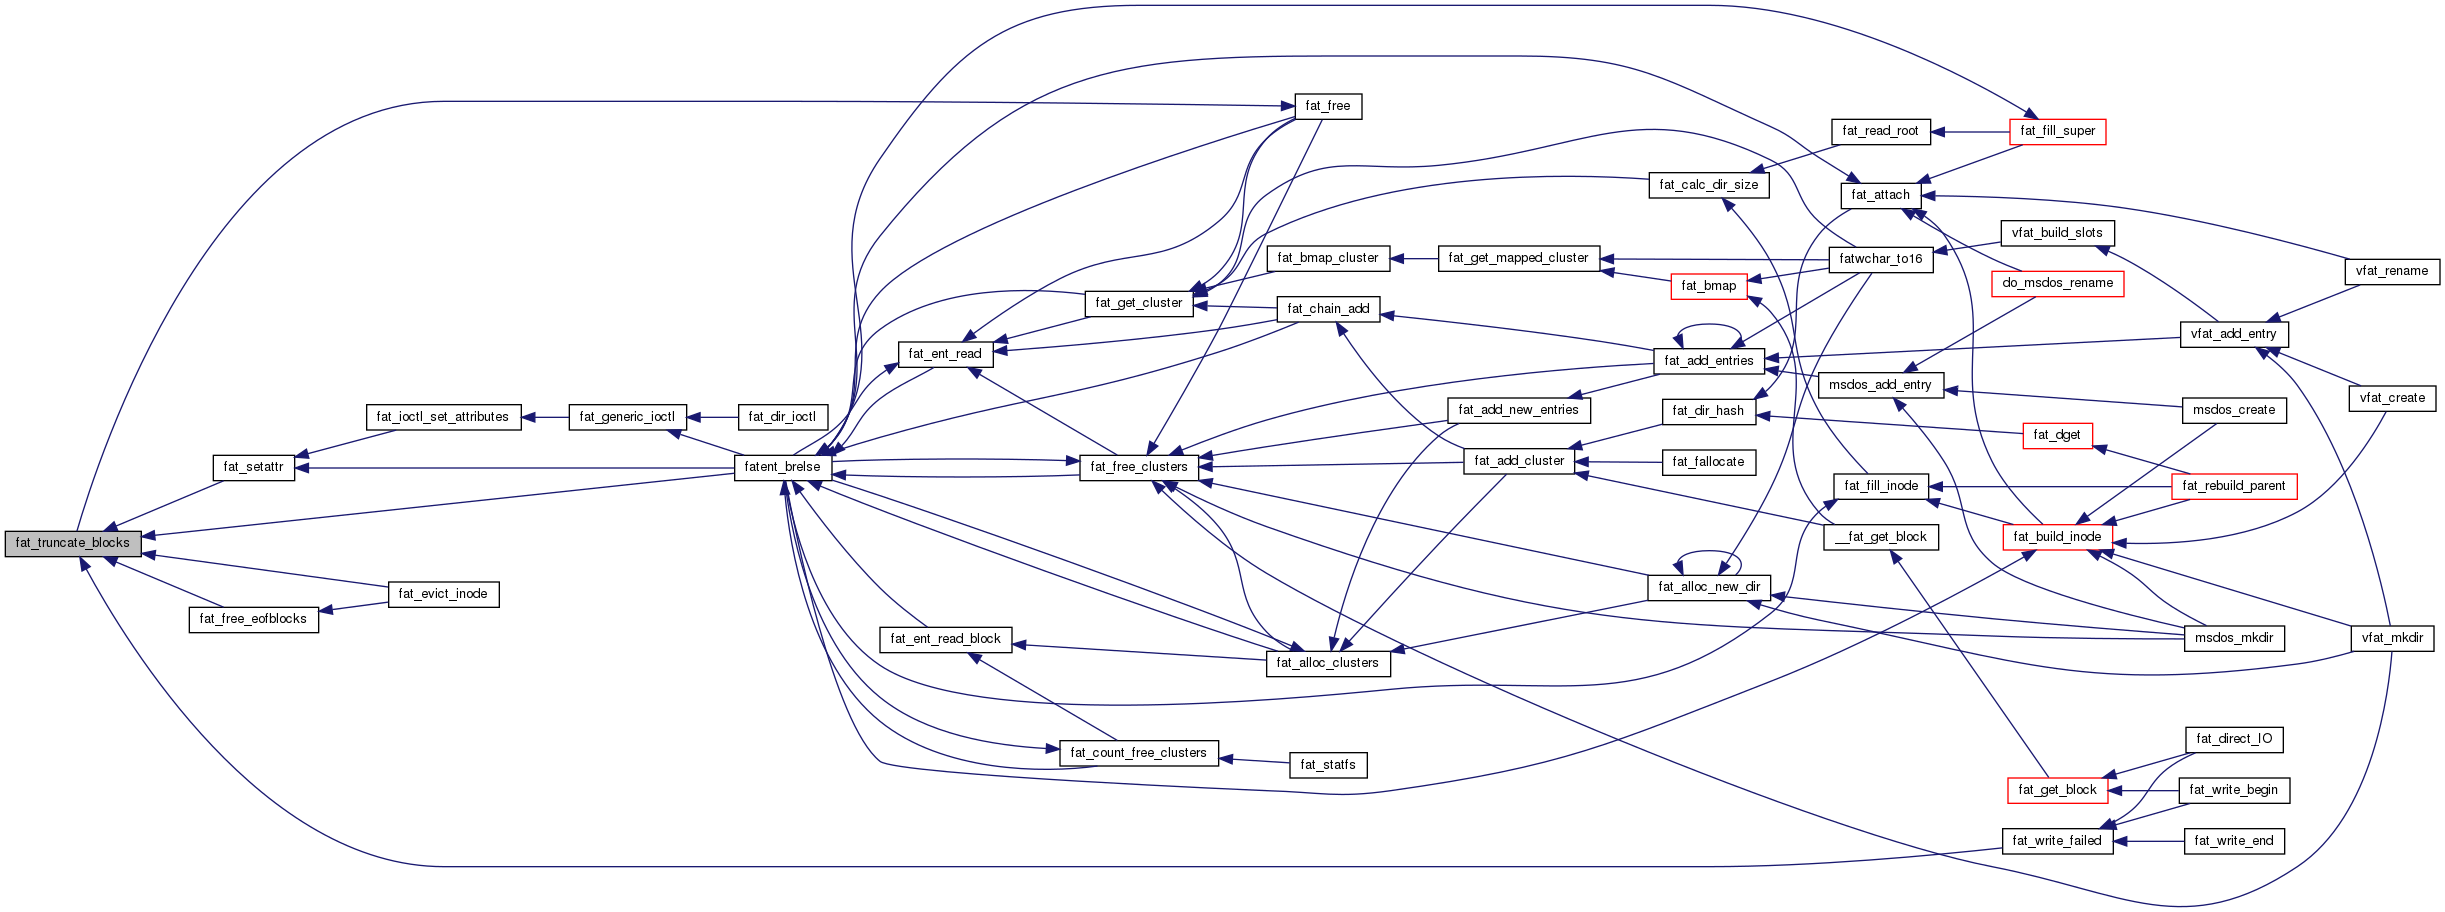 fat_truncate_blocks
fat_setattr
fat_free_eofblocks
fat_ioctl_set_attributes
fat_evict_inode
fat_generic_ioctl
fat_dir_ioctl
fatent_brelse
fat_ent_read
fat_ent_read_block
fat_get_cluster
fat_free_clusters
fat_count_free_clusters
fat_free
fat_bmap_cluster
fat_chain_add
fat_alloc_clusters
fat_statfs
fat_get_mapped_cluster
fat_add_new_entries
fat_add_cluster
fat_calc_dir_size
fat_bmap
fat_add_entries
fat_dir_hash
fat_fallocate
fat_alloc_new_dir
fat_read_root
fat_attach
fatwchar_to16
msdos_add_entry
fat_fill_inode
__fat_get_block
fat_fill_super
vfat_build_slots
do_msdos_rename
fat_dget
fat_build_inode
fat_get_block
fat_write_failed
vfat_add_entry
msdos_create
fat_rebuild_parent
msdos_mkdir
fat_direct_IO
fat_write_begin
fat_write_end
vfat_rename
vfat_create
vfat_mkdir